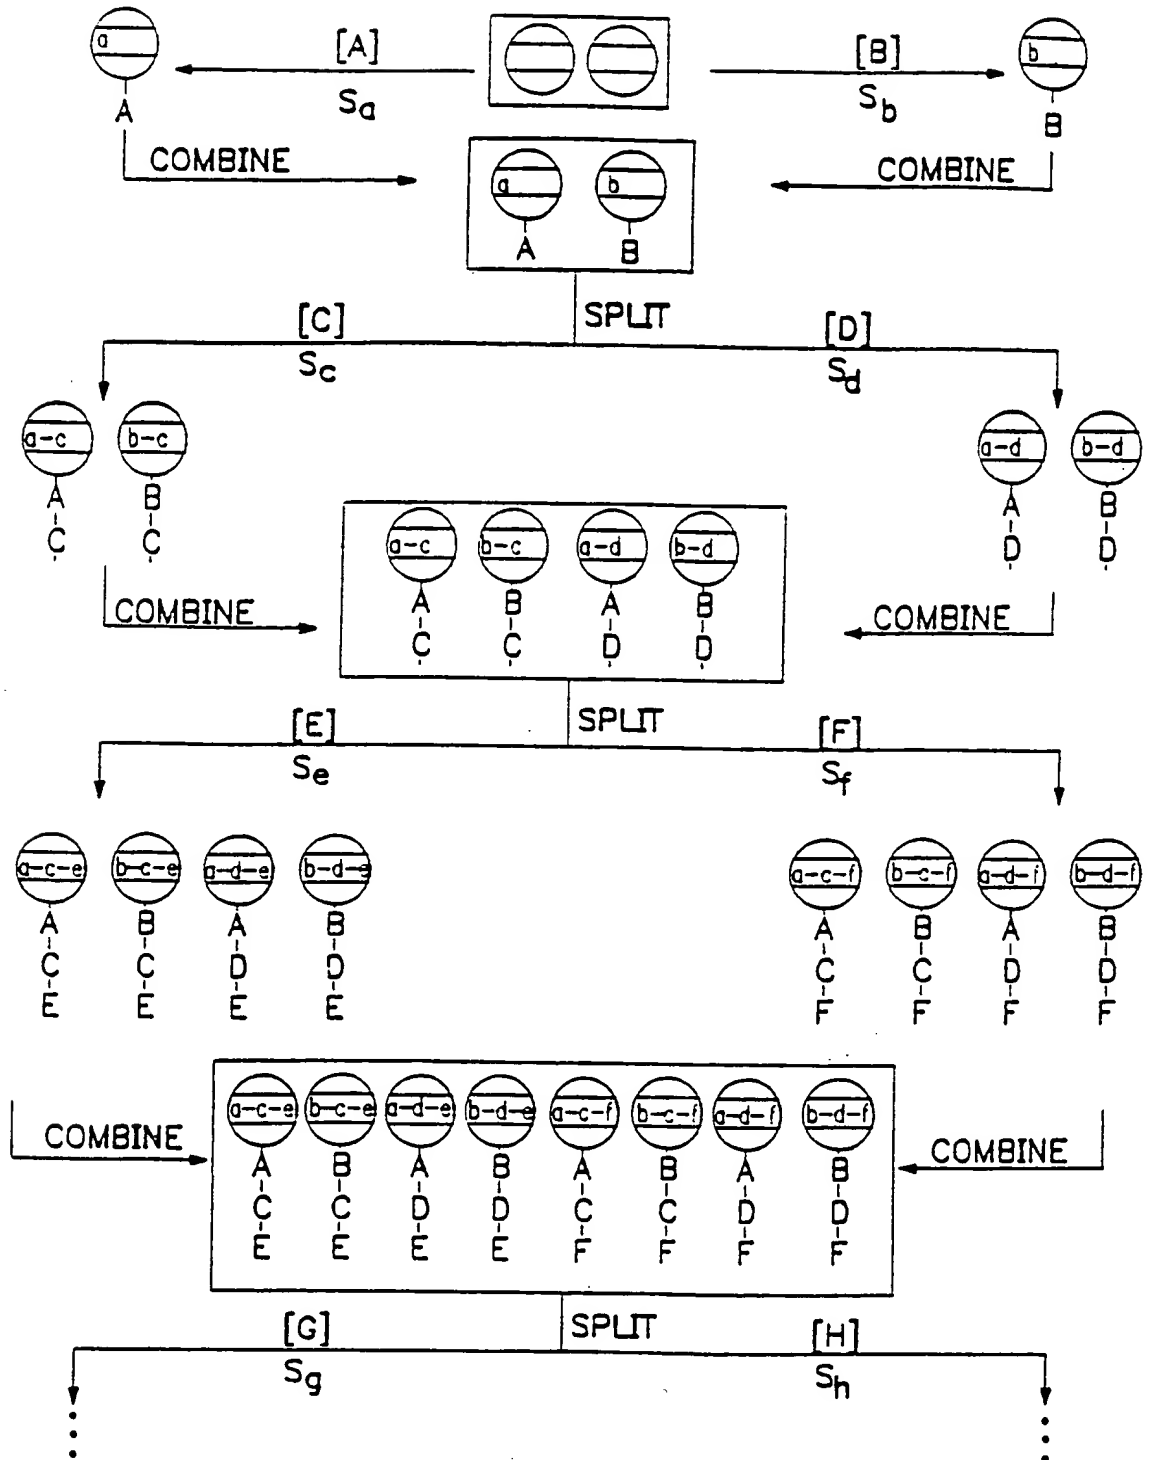 a [A] [B] b
Sa Sb
A B
COMBINE COMBINE
a b
A B
SPLIT
[C] [D]
Sc Sd
a-c b-c a-d b-d
A B A B
C C D D
a-c b-c a-d b-d
A B A B
C C D D
COMBINE COMBINE
SPLIT
[E] [F]
Se Sf
a-c-e b-c-e a-d-e b-d-e a-c-f b-c-f a-d-f b-d-f
A B A B A B A B
C C D D C C D D
E E E E F F F F
a-c-e b-c-e a-d-e b-d-e a-c-f b-c-f a-d-f b-d-f
COMBINE COMBINE
A B A B A B A B
C C D D C C D D
E E E E F F F F
SPLIT
[G] [H]
Sg Sh